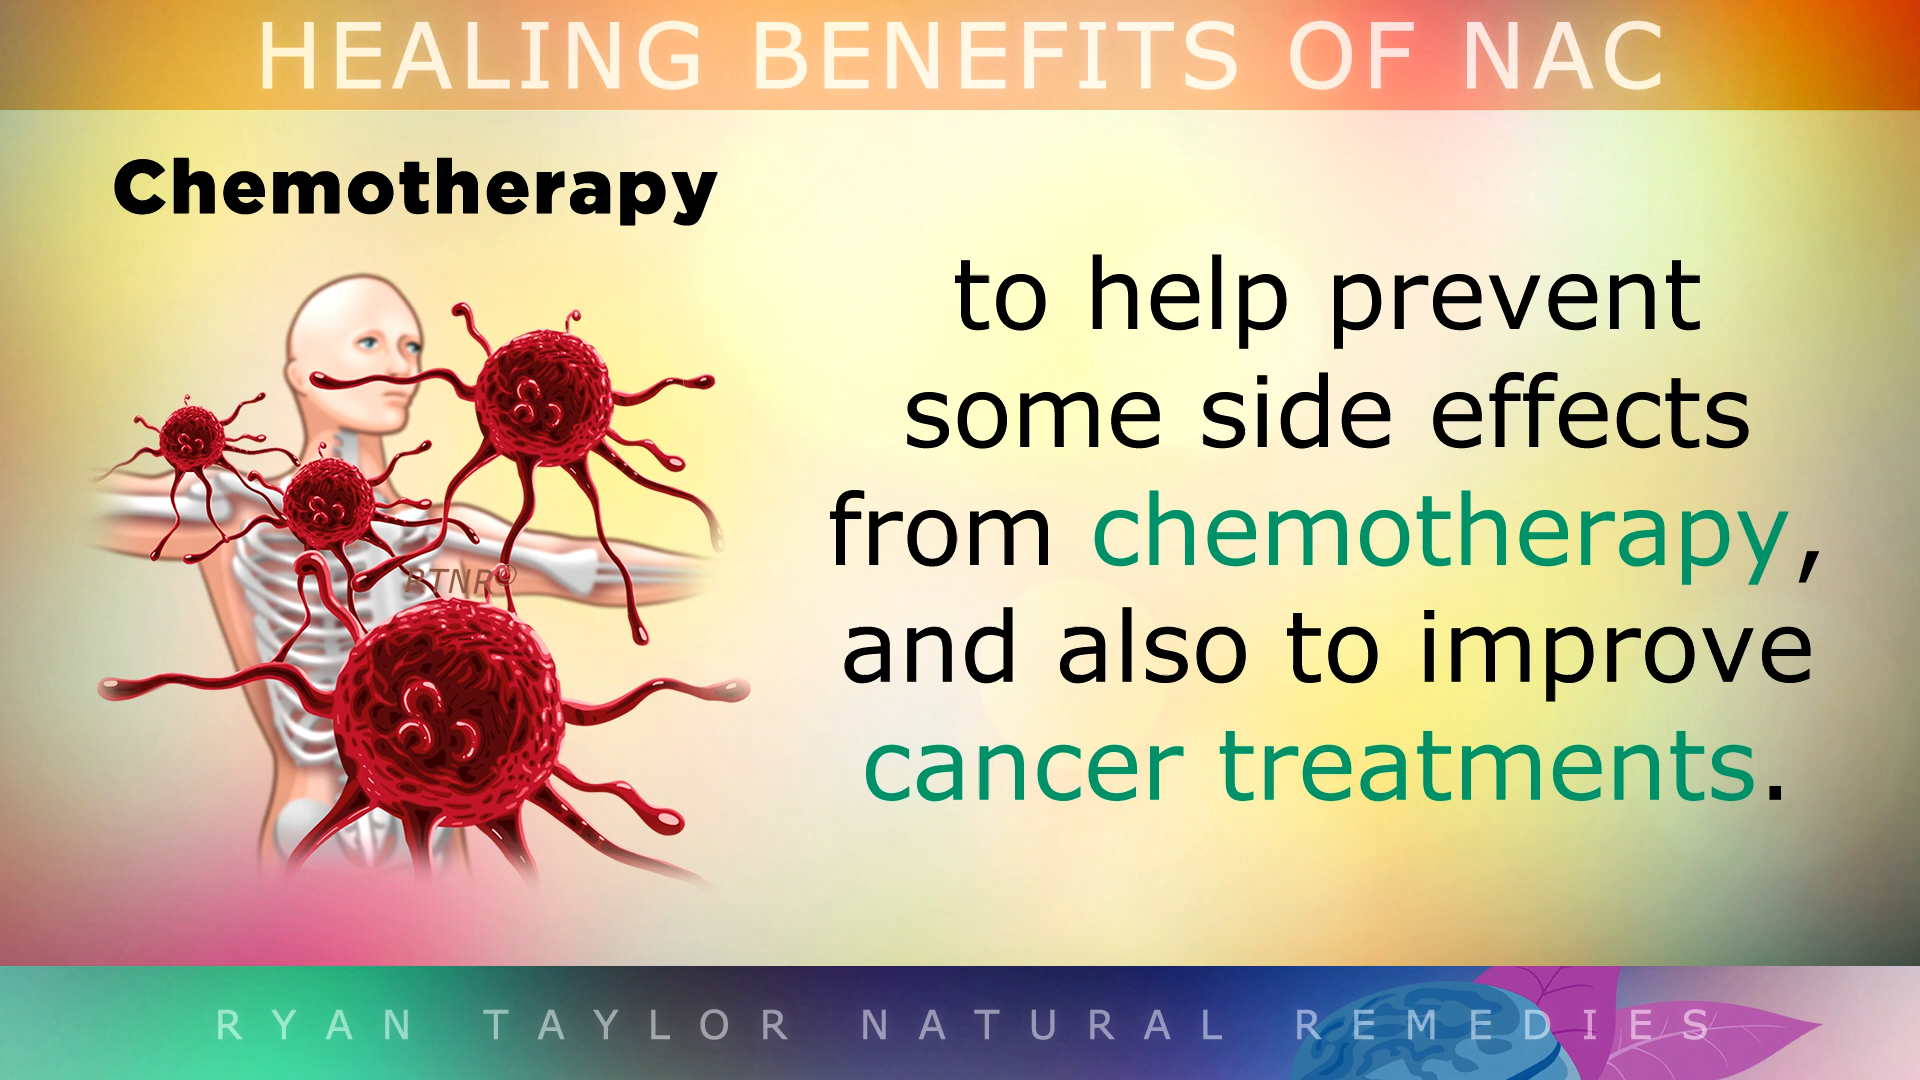 HEALING BENEFITS OF NAC
Chemotherapy
to help prevent
some side effects
from chemotherapy,
and also to improve
cancer treatments.
RTNR®
RYAN TAYLOR NATURAL REMEDIES